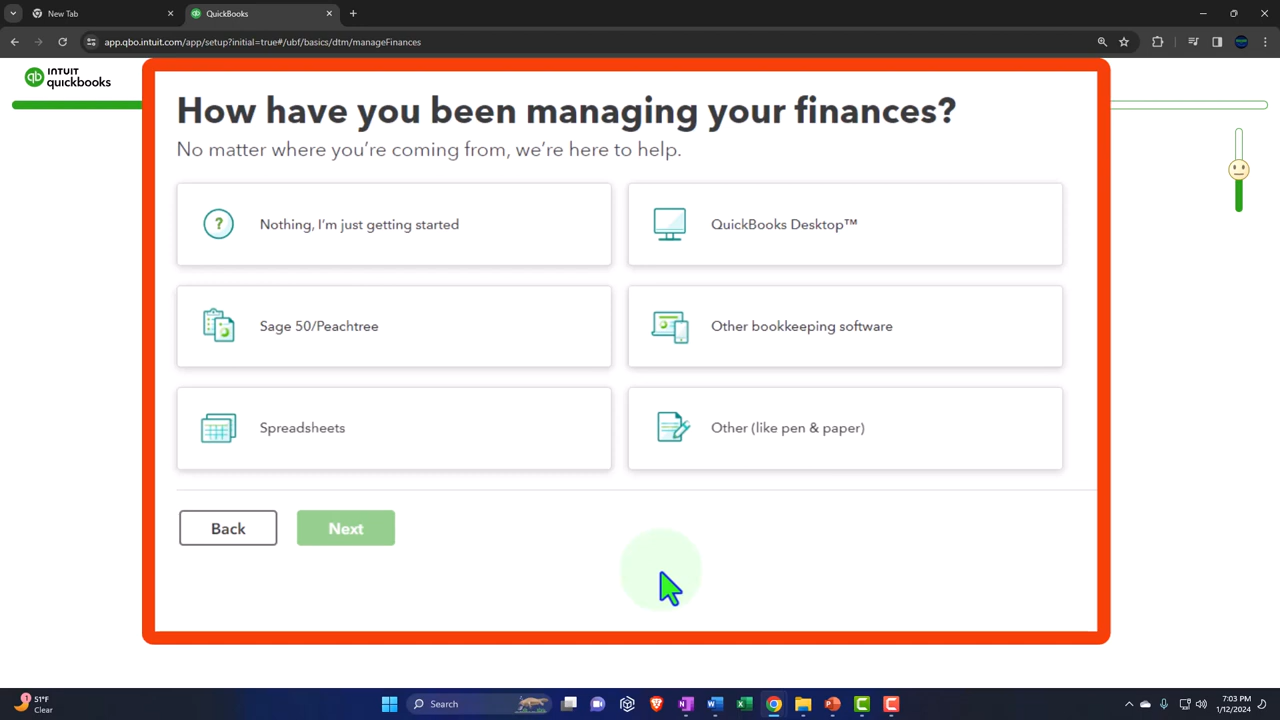 New Tab
QuickBooks
app.qbo.intuit.com/app/setup?initial=true#/ubf/basics/dtm/manageFinances
qb INTUIT quickbooks
How have you been managing your finances?
No matter where you're coming from, we're here to help.
? Nothing, I'm just getting started
QuickBooks Desktop™
Sage 50/Peachtree
Other bookkeeping software
Spreadsheets
Other (like pen & paper)
Back
Next
1
51°F
Clear
Search
7:03 PM
1/12/2024